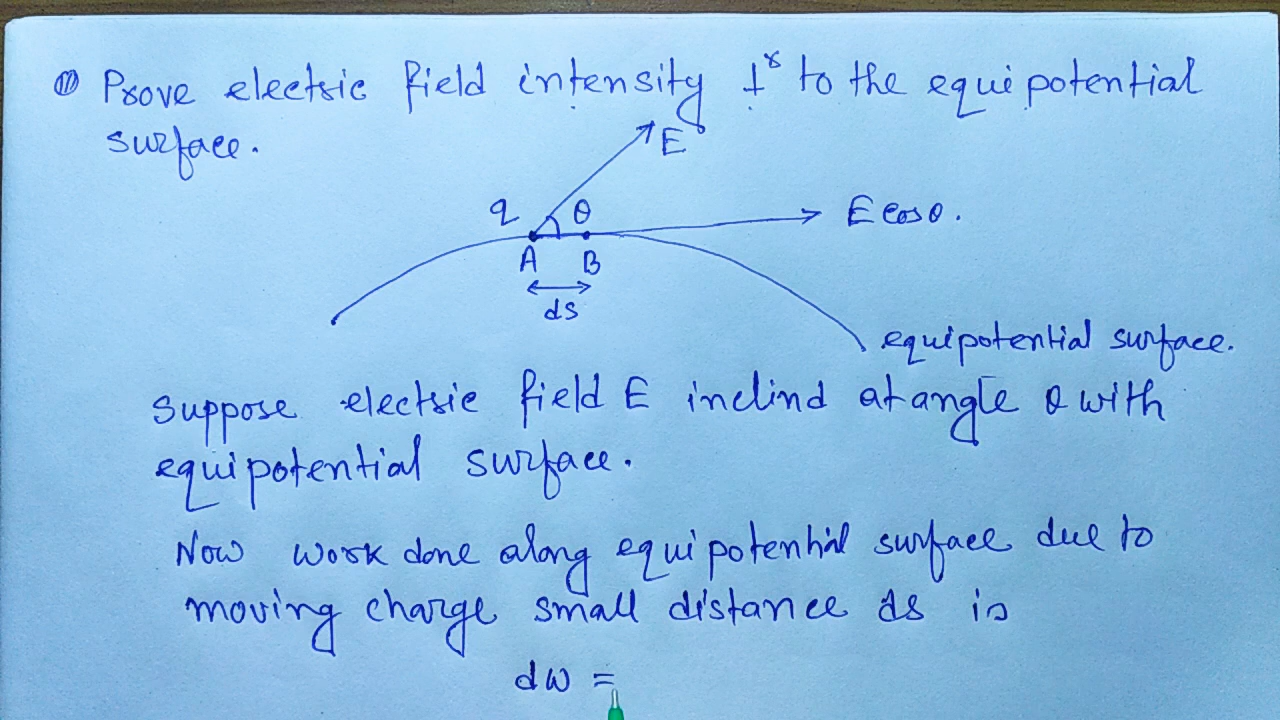 ⑪ Prove electric field intensity ⊥ʳ to the equipotential
surface.
E
q θ E cosθ.
A B
ds
equipotential surface.
Suppose electric field E inclind at angle θ with
equipotential surface.
Now work done along equipotential surface due to
moving charge small distance ds is
dw =